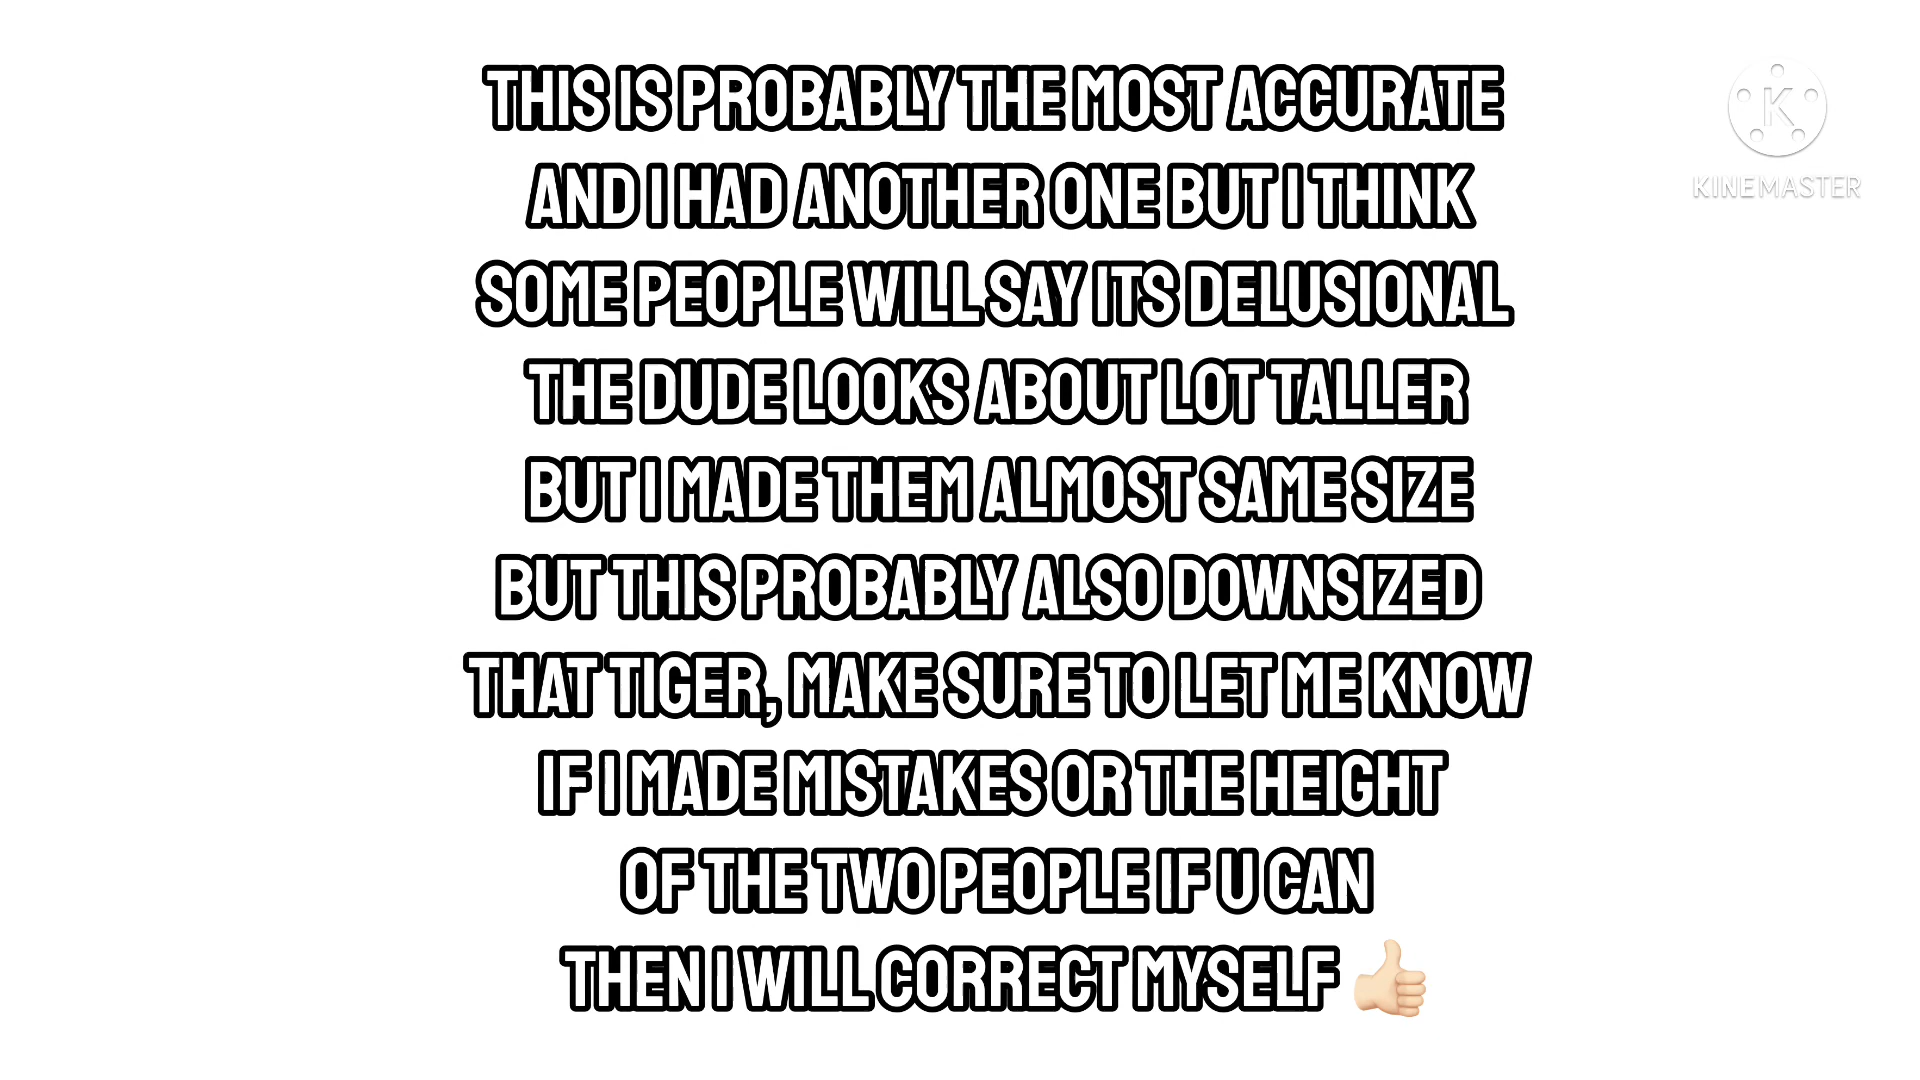 THIS IS PROBABLY THE MOST ACCURATE
AND I HAD ANOTHER ONE BUT I THINK
SOME PEOPLE WILL SAY ITS DELUSIONAL
THE DUDE LOOKS ABOUT LOT TALLER
BUT I MADE THEM ALMOST SAME SIZE
BUT THIS PROBABLY ALSO DOWNSIZED
THAT TIGER, MAKE SURE TO LET ME KNOW
IF I MADE MISTAKES OR THE HEIGHT
OF THE TWO PEOPLE IF U CAN
THEN I WILL CORRECT MYSELF 👍🏻
K
KINEMASTER